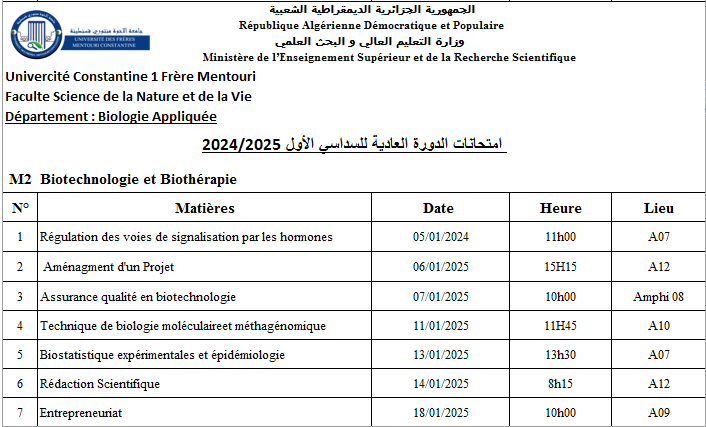 الجمهورية الجزائرية الديمقراطية الشعبية
République Algérienne Démocratique et Populaire
وزارة التعليم العالي و البحث العلمي
Ministère de l'Enseignement Supérieur et de la Recherche Scientifique
جامعة الاخوة منتوري قسنطينة
UNIVERSITÉ DES FRÈRES
MENTOURI CONSTANTINE
Univercité Constantine 1 Frère Mentouri
Faculte Science de la Nature et de la Vie
Département : Biologie Appliquée
امتحانات الدورة العادية للسداسي الأول 2024/2025
M2 Biotechnologie et Biothérapie
N° Matières Date Heure Lieu
1 Régulation des voies de signalisation par les hormones 05/01/2024 11h00 A07
2 Aménagment d'un Projet 06/01/2025 15H15 A12
3 Assurance qualité en biotechnologie 07/01/2025 10h00 Amphi 08
4 Technique de biologie moléculaireet méthagénomique 11/01/2025 11H45 A10
5 Biostatistique expérimentales et épidémiologie 13/01/2025 13h30 A07
6 Rédaction Scientifique 14/01/2025 8h15 A12
7 Entrepreneuriat 18/01/2025 10h00 A09